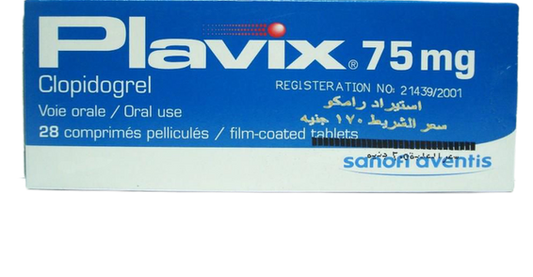 Plavix® 75 mg
Clopidogrel
REGISTERATION NO: 21439/2001
Voie orale / Oral use
استيراد رامكو
سعر الشريط ١٧٠ جنيه
28 comprimés pelliculés / film-coated tablets
sanofi aventis